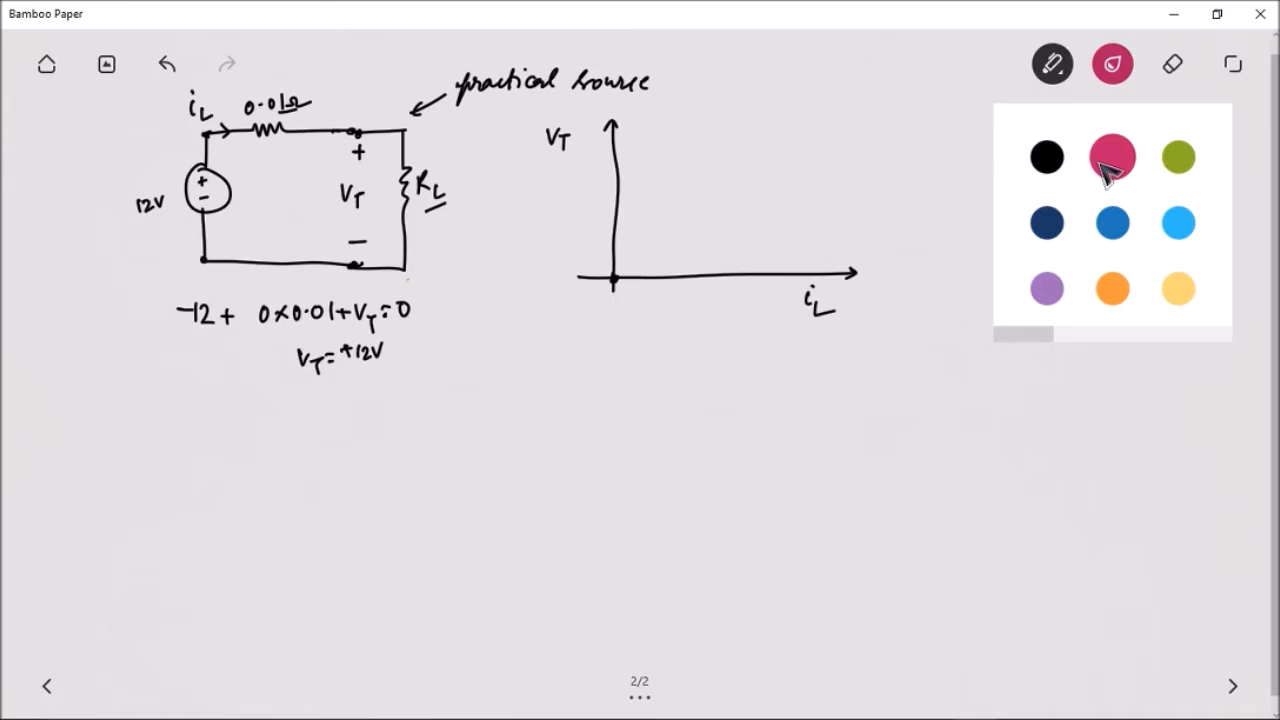 Bamboo Paper
practical source
iL
0.01Ω
VT
+
+
-
12V
VT
RL
-
iL
-12 + 0×0.01+VT=0
VT=+12V
2/2